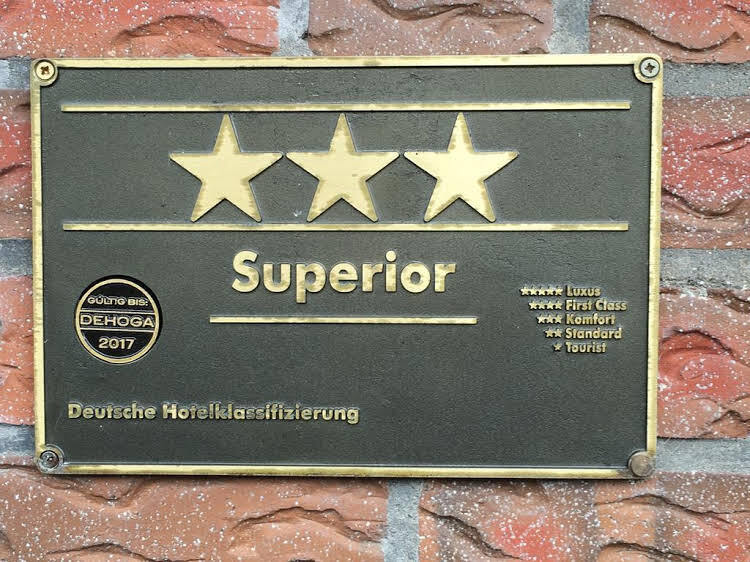 Superior
GÜLTIG BIS:
DEHOGA
2017
★★★★★ Luxus
★★★★ First Class
★★★ Komfort
★★ Standard
★ Tourist
Deutsche Hotelklassifizierung